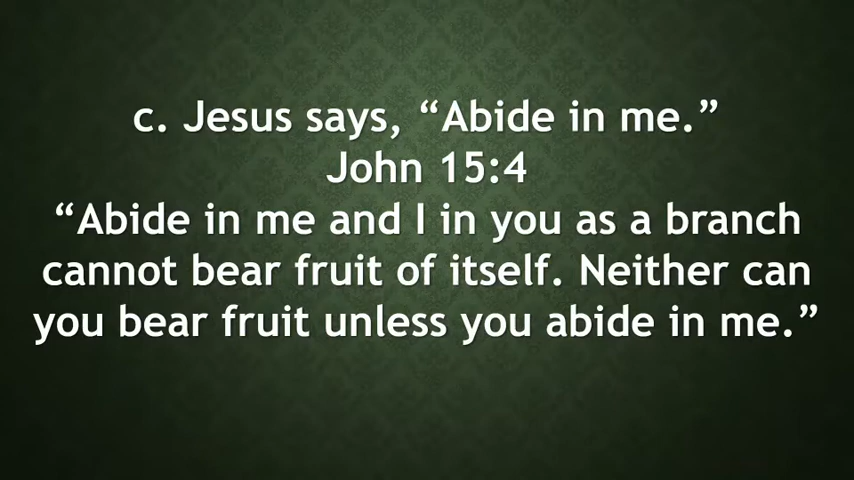 c. Jesus says, “Abide in me.”
John 15:4
“Abide in me and I in you as a branch
cannot bear fruit of itself. Neither can
you bear fruit unless you abide in me.”